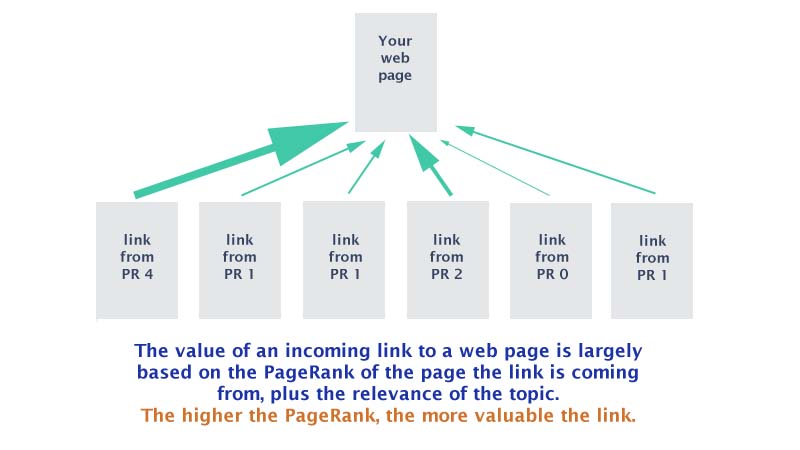 Your
web
page
link
from
PR 4
link
from
PR 1
link
from
PR 1
link
from
PR 2
link
from
PR 0
link
from
PR 1
The value of an incoming link to a web page is largely
based on the PageRank of the page the link is coming
from, plus the relevance of the topic.
The higher the PageRank, the more valuable the link.